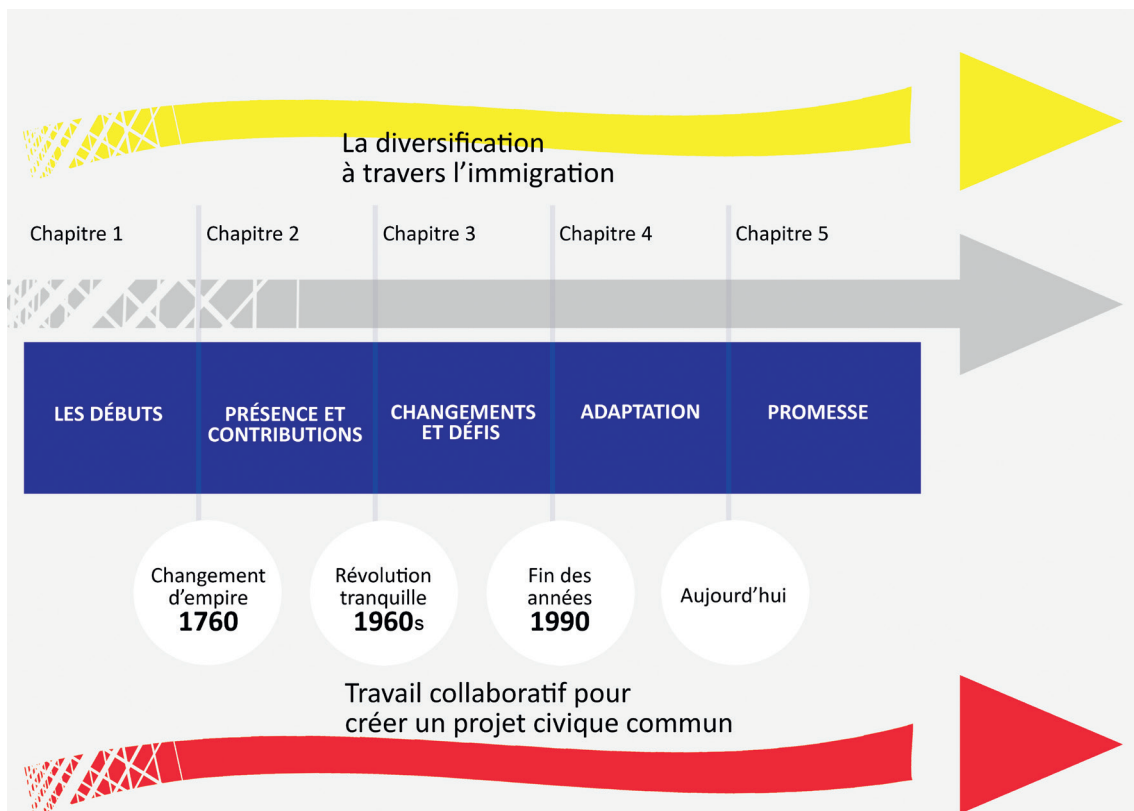 La diversification
à travers l'immigration
Chapitre 1
Chapitre 2
Chapitre 3
Chapitre 4
Chapitre 5
LES DÉBUTS
PRÉSENCE ET
CONTRIBUTIONS
CHANGEMENTS
ET DÉFIS
ADAPTATION
PROMESSE
Changement
d'empire
1760
Révolution
tranquille
1960s
Fin des
années
1990
Aujourd'hui
Travail collaboratif pour
créer un projet civique commun